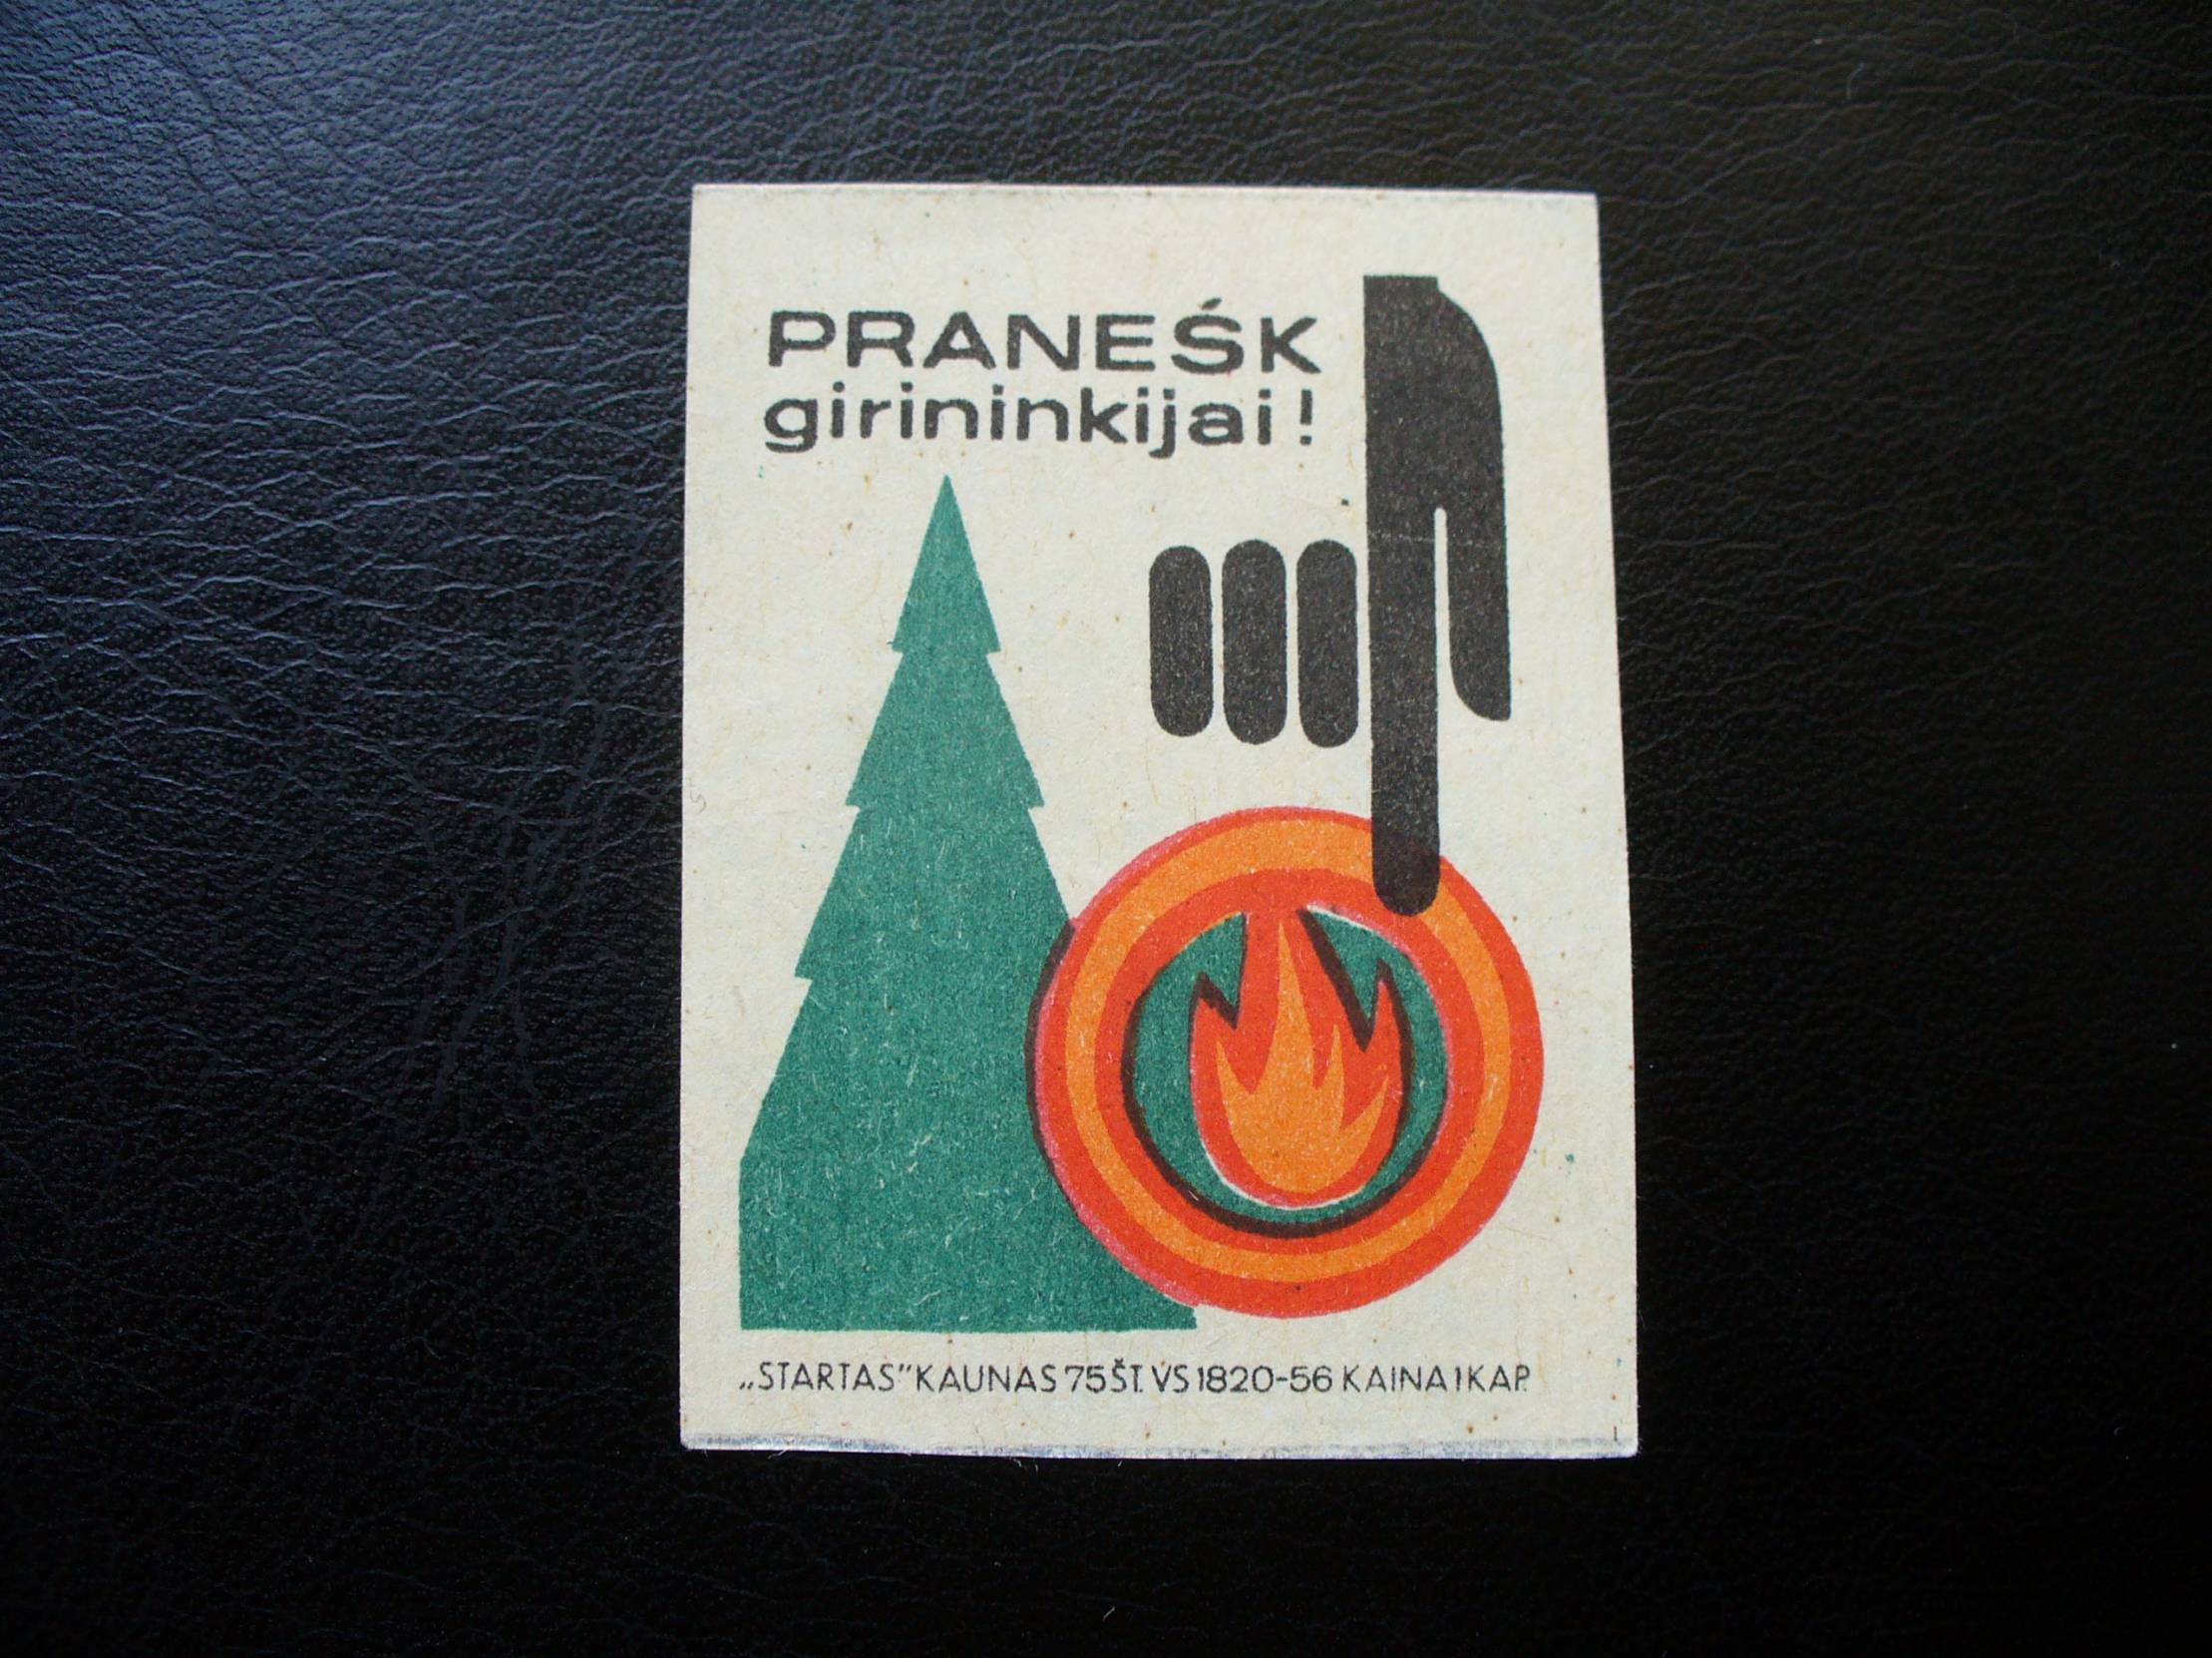 PRANEŚK
girininkijai!
„STARTAS” KAUNAS 75 ŠT. VS 1820-56 KAINA 1 KAP.